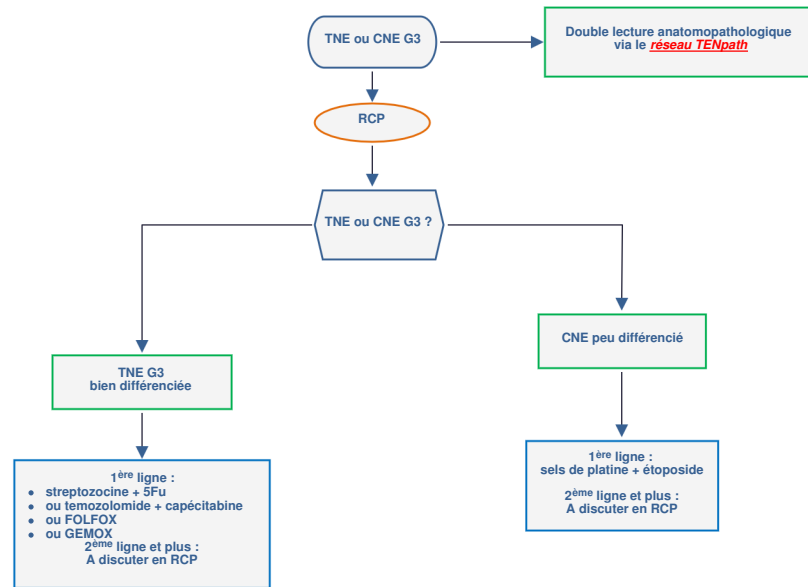 TNE ou CNE G3
Double lecture anatomopathologique
via le réseau TENpath
RCP
TNE ou CNE G3 ?
CNE peu différencié
TNE G3
bien différenciée
1ère ligne :
sels de platine + étoposide
2ème ligne et plus :
A discuter en RCP
1ère ligne :
● streptozocine + 5Fu
● ou temozolomide + capécitabine
● ou FOLFOX
● ou GEMOX
2ème ligne et plus :
A discuter en RCP